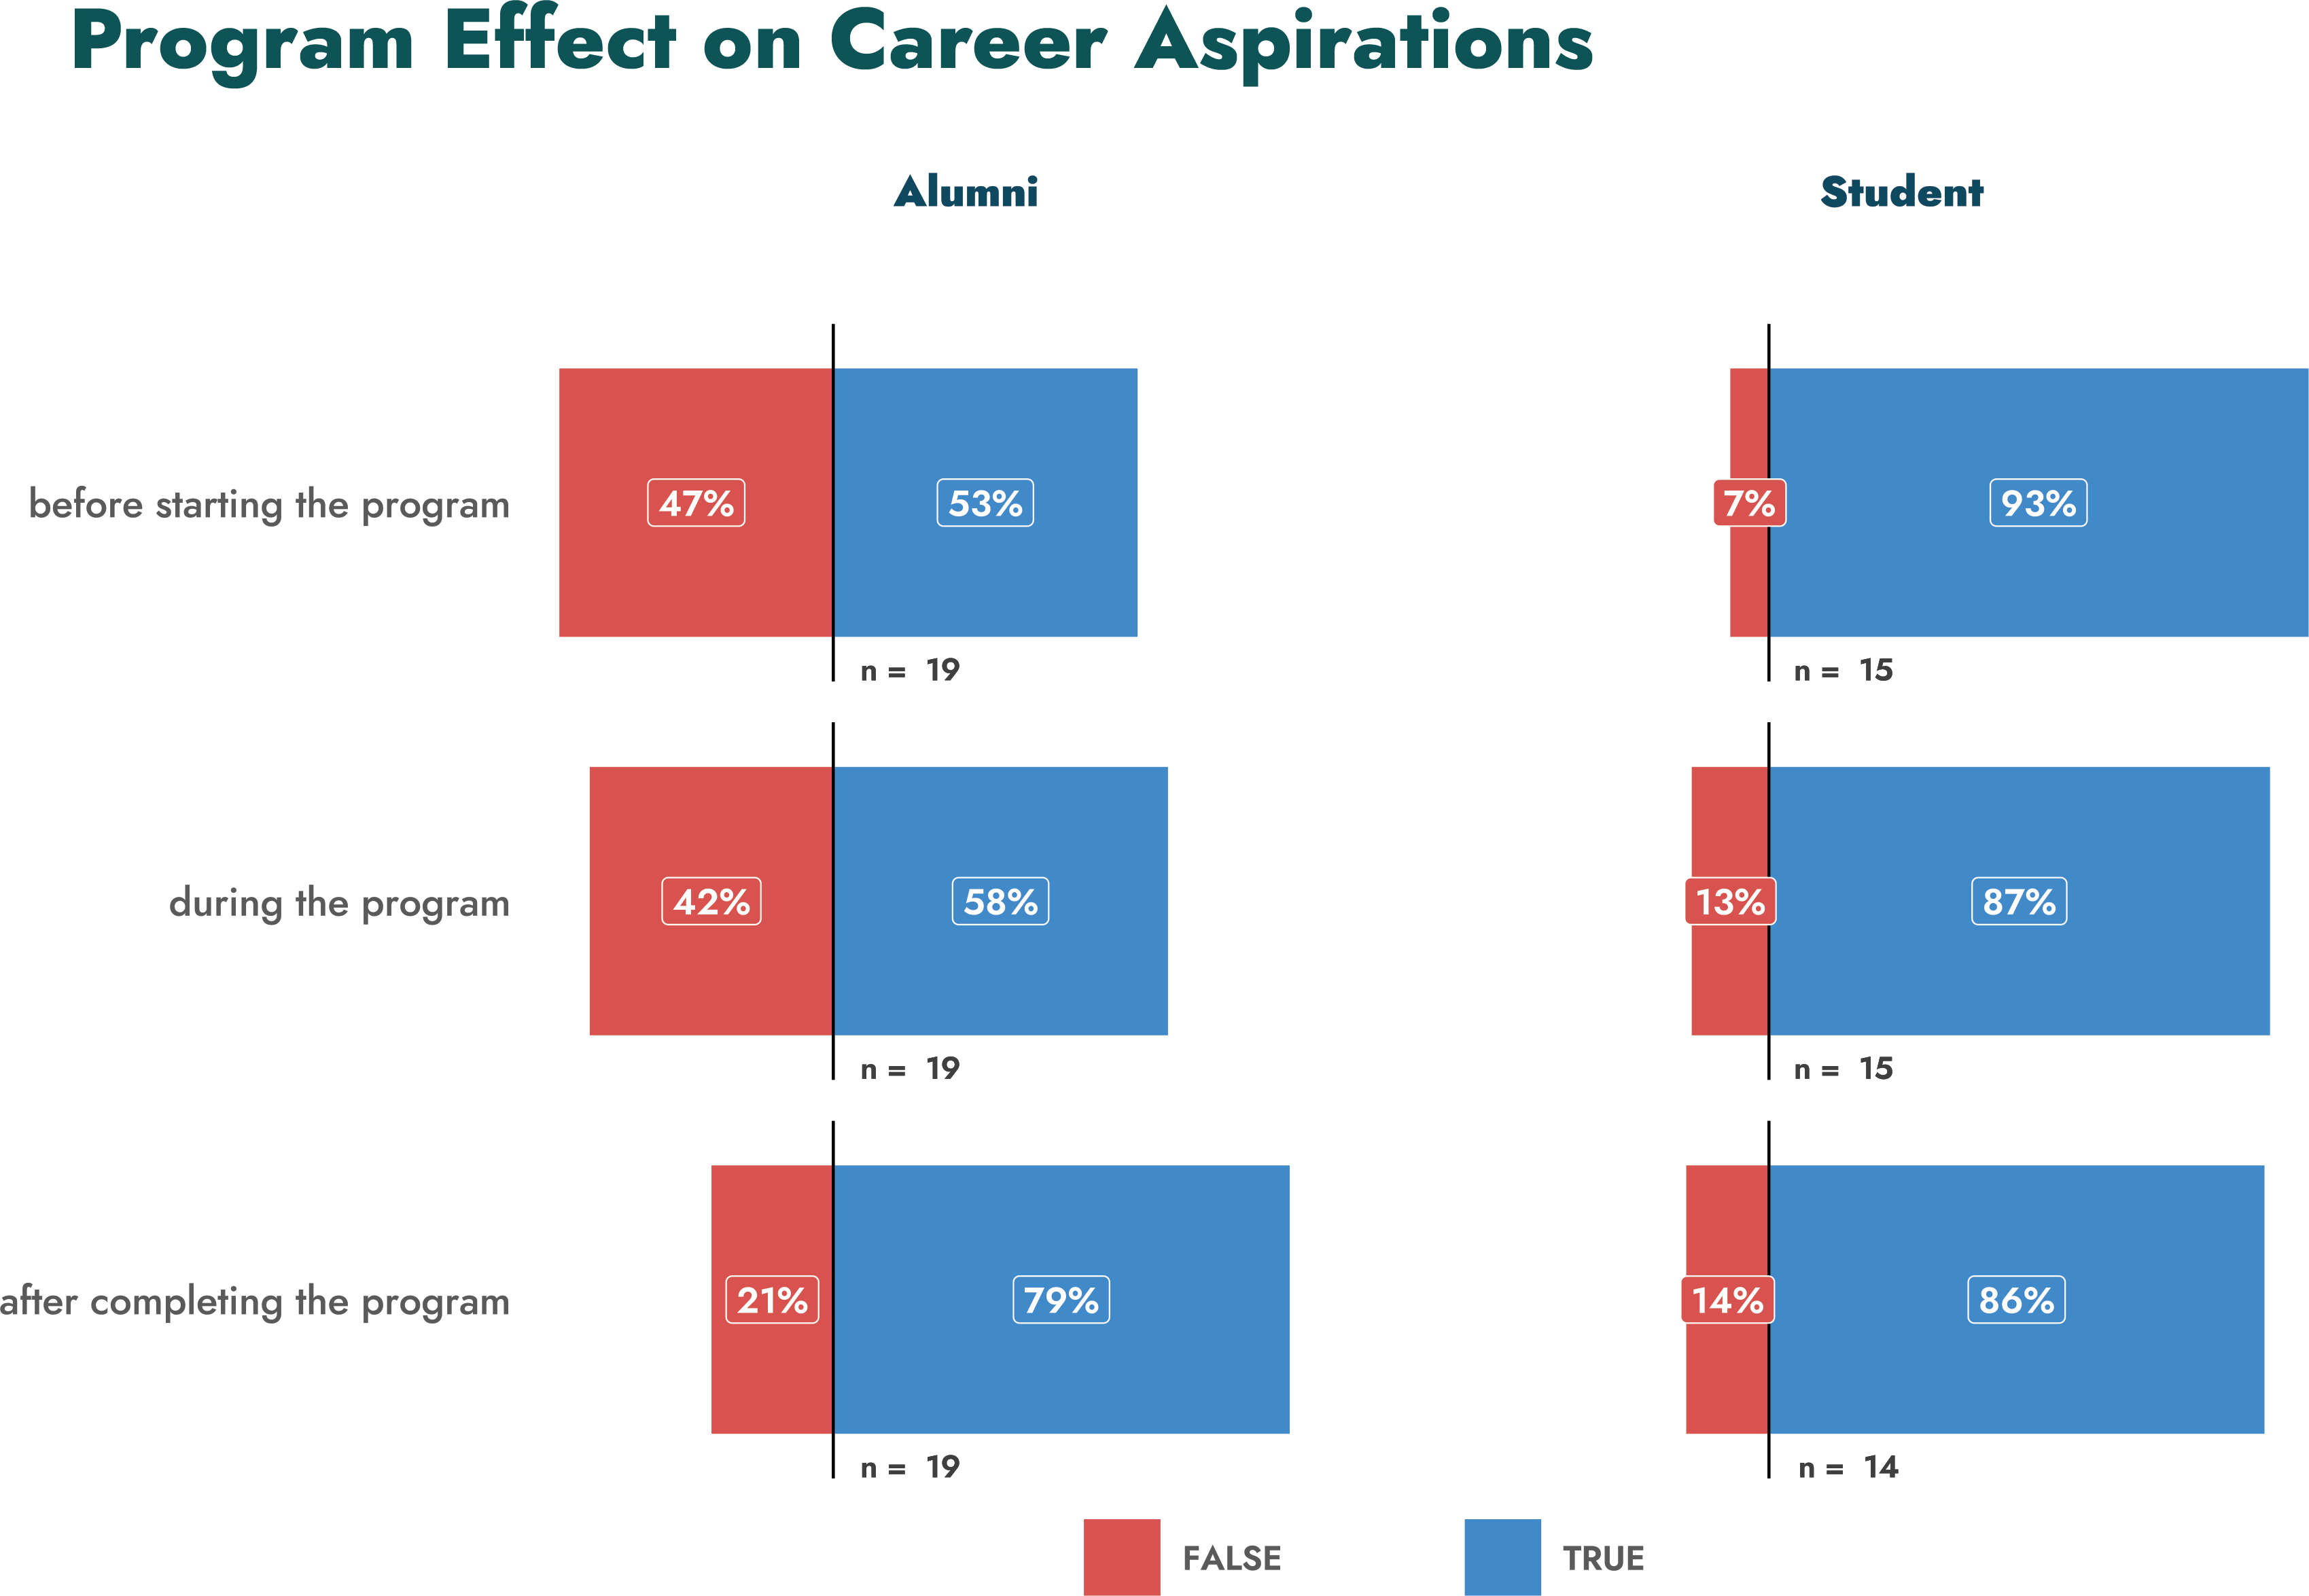 Program Effect on Career Aspirations
Alumni
Student
before starting the program
47%
53%
7%
93%
n = 19
n = 15
during the program
42%
58%
13%
87%
n = 19
n = 15
after completing the program
21%
79%
14%
86%
n = 19
n = 14
FALSE
TRUE